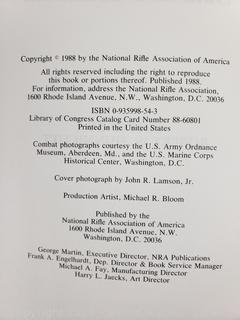 Copyright © 1988 by the National Rifle Association of America
All rights reserved including the right to reproduce
this book or portions thereof. Published 1988.
For information, address the National Rifle Association,
1600 Rhode Island Avenue, N.W., Washington, D.C. 20036
ISBN 0-935998-54-3
Library of Congress Catalog Card Number 88-60801
Printed in the United States
Combat photographs courtesy the U.S. Army Ordnance
Museum, Aberdeen, Md., and the U.S. Marine Corps
Historical Center, Washington, D.C.
Cover photograph by John R. Lamson, Jr.
Production Artist, Michael R. Bloom
Published by the
National Rifle Association of America
1600 Rhode Island Avenue, N.W.
Washington, D.C. 20036
George Martin, Executive Director, NRA Publications
Frank A. Engelhardt, Dep. Director & Book Service Manager
Michael A. Fay, Manufacturing Director
Harry L. Jaecks, Art Director